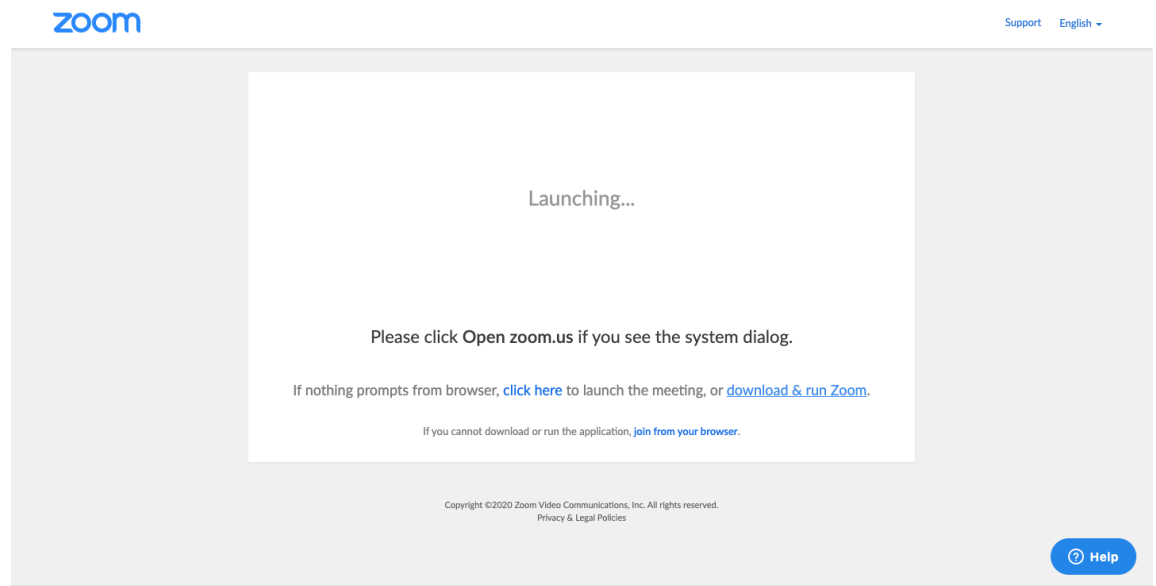 zoom
Support English
Launching...
Please click Open zoom.us if you see the system dialog.
If nothing prompts from browser, click here to launch the meeting, or download & run Zoom.
If you cannot download or run the application, join from your browser.
Copyright ©2020 Zoom Video Communications, Inc. All rights reserved.
Privacy & Legal Policies
Help